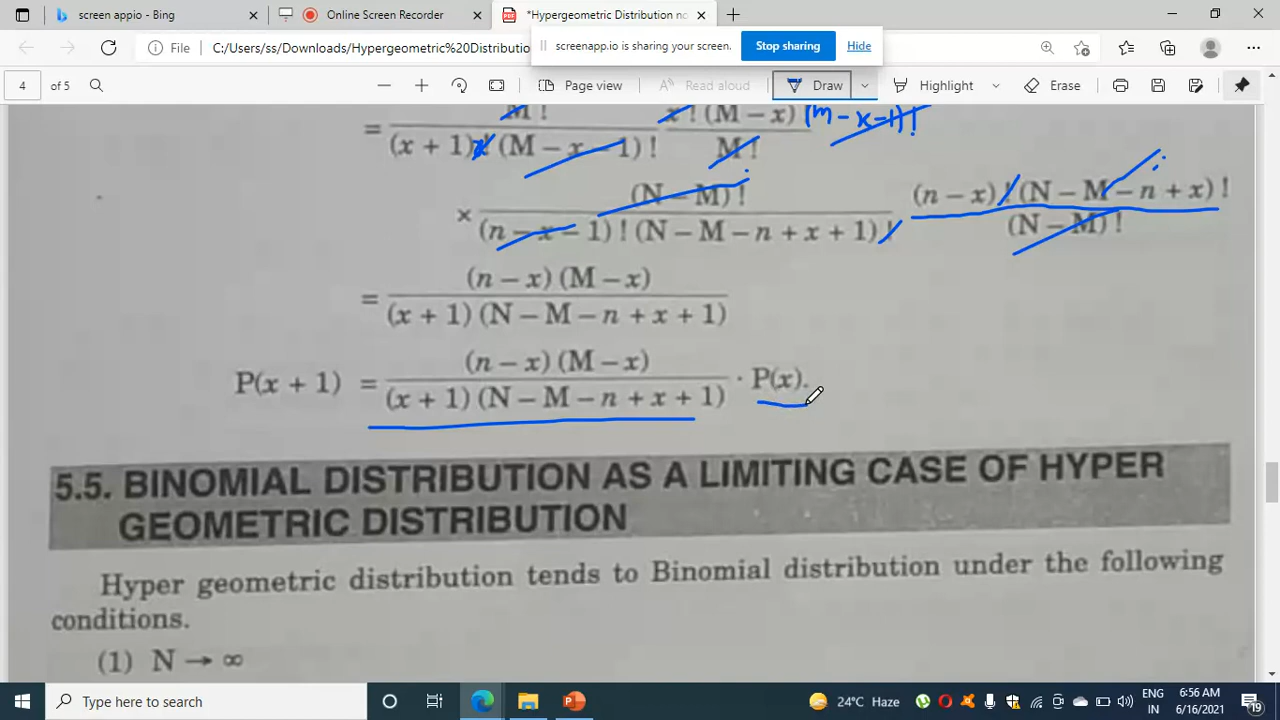 screen appio - Bing
Online Screen Recorder
*Hypergeometric Distribution no
File C:/Users/ss/Downloads/Hypergeometric%20Distribution
screenapp.io is sharing your screen. Stop sharing Hide
4 of 5 Page view Read aloud Draw Highlight Erase
M ! x ! (M – x) (M – x – 1)!
= (x + 1) x! (M – x – 1) ! M !
(N – M) ! (n – x) ! (N – M – n + x) !
× (n – x – 1) ! (N – M – n + x + 1) ! (N – M) !
(n – x) (M – x)
= (x + 1) (N – M – n + x + 1)
(n – x) (M – x)
P(x + 1) = (x + 1) (N – M – n + x + 1) · P(x).
5.5. BINOMIAL DISTRIBUTION AS A LIMITING CASE OF HYPER
GEOMETRIC DISTRIBUTION
Hyper geometric distribution tends to Binomial distribution under the following
conditions.
(1) N → ∞
Type here to search
24°C Haze
ENG
IN
6:56 AM
6/16/2021
19